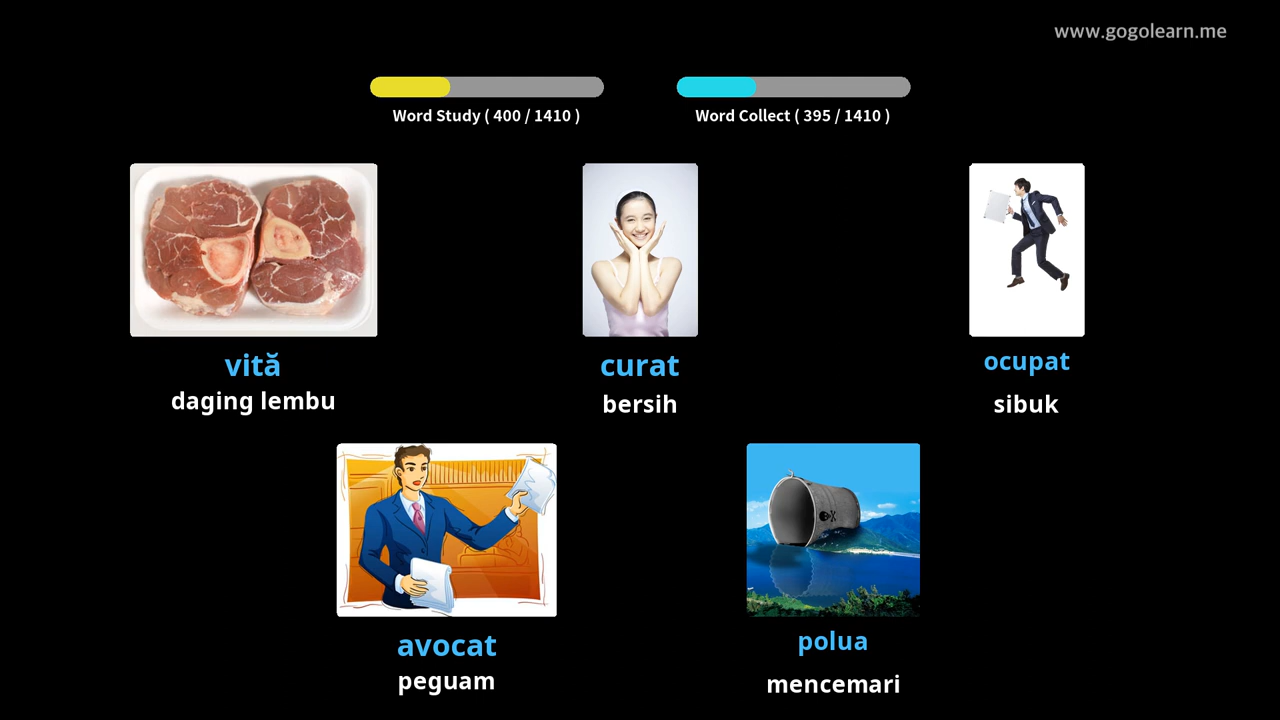 www.gogolearn.me
Word Study ( 400 / 1410 )
Word Collect ( 395 / 1410 )
vită
daging lembu
curat
bersih
ocupat
sibuk
avocat
peguam
polua
mencemari